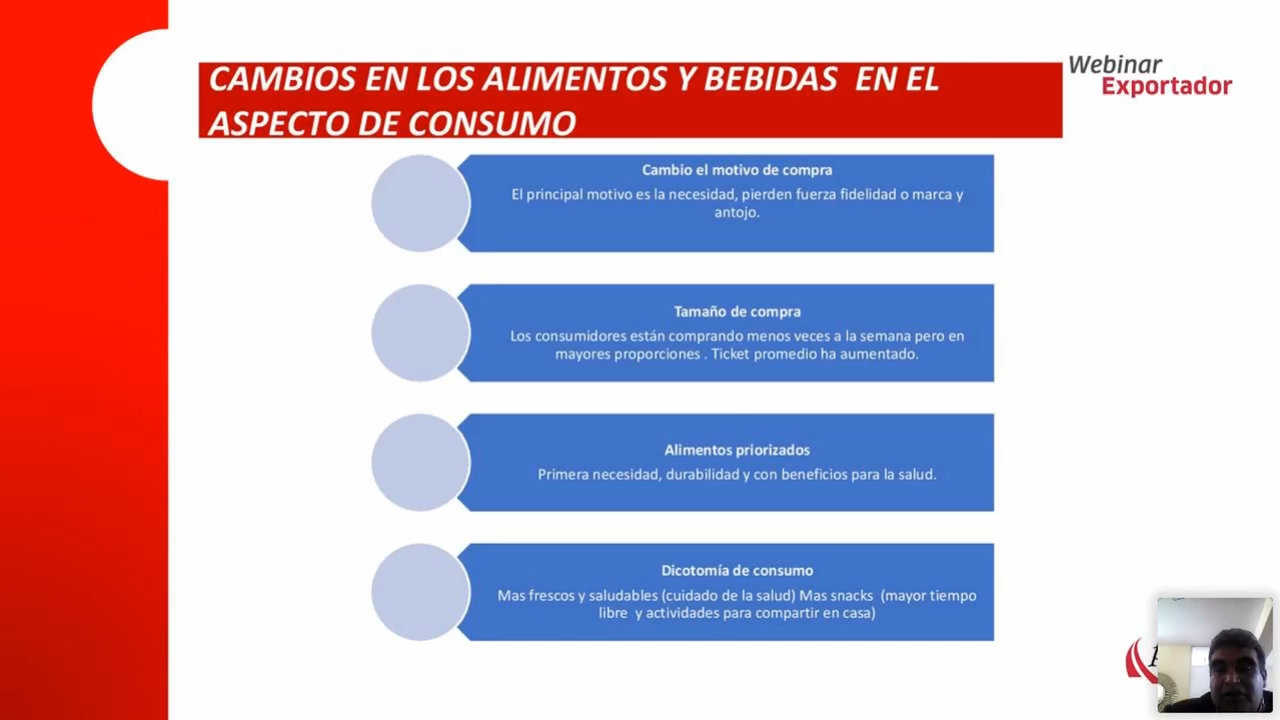 CAMBIOS EN LOS ALIMENTOS Y BEBIDAS EN EL
ASPECTO DE CONSUMO
Webinar
Exportador
Cambio el motivo de compra
El principal motivo es la necesidad, pierden fuerza fidelidad o marca y
antojo.
Tamaño de compra
Los consumidores están comprando menos veces a la semana pero en
mayores proporciones . Ticket promedio ha aumentado.
Alimentos priorizados
Primera necesidad, durabilidad y con beneficios para la salud.
Dicotomía de consumo
Mas frescos y saludables (cuidado de la salud) Mas snacks (mayor tiempo
libre y actividades para compartir en casa)